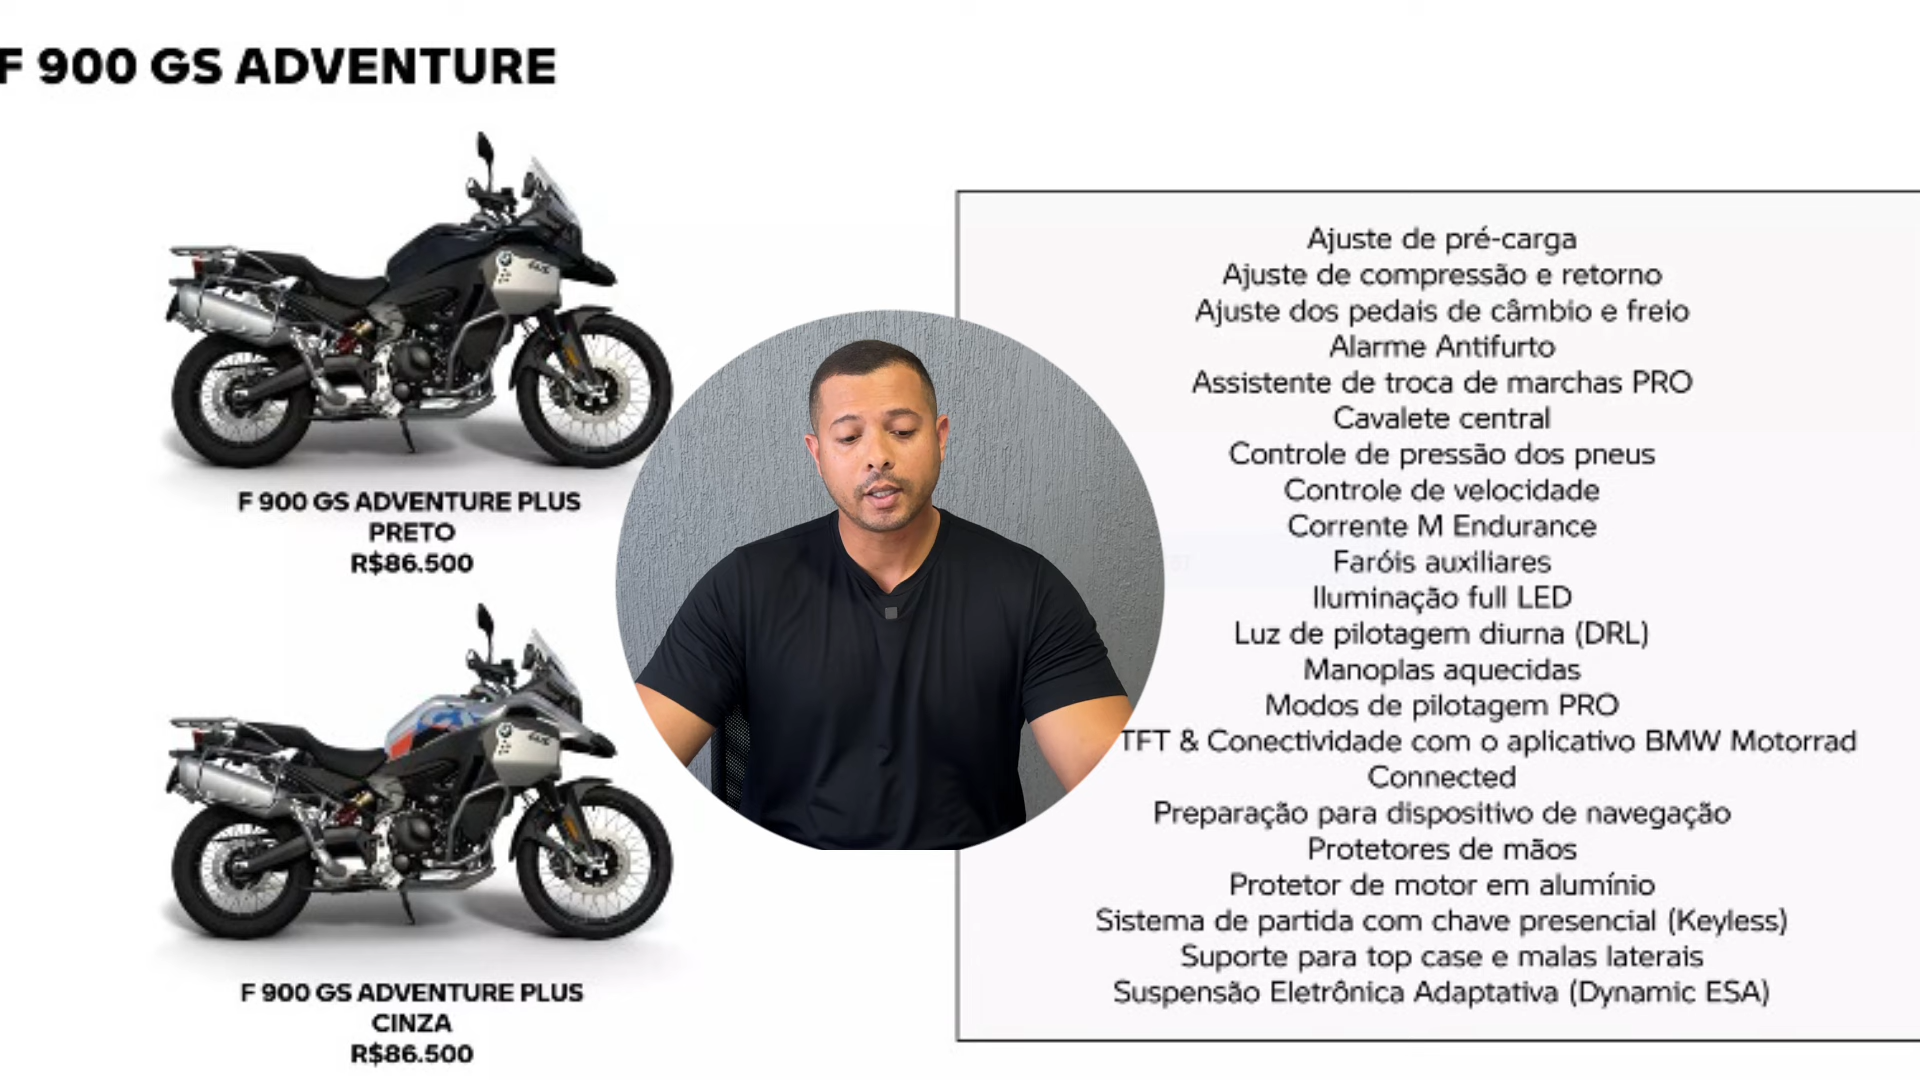 F 900 GS ADVENTURE
F 900 GS ADVENTURE PLUS
PRETO
R$86.500
F 900 GS ADVENTURE PLUS
CINZA
R$86.500
Ajuste de pré-carga
Ajuste de compressão e retorno
Ajuste dos pedais de câmbio e freio
Alarme Antifurto
Assistente de troca de marchas PRO
Cavalete central
Controle de pressão dos pneus
Controle de velocidade
Corrente M Endurance
Faróis auxiliares
Iluminação full LED
Luz de pilotagem diurna (DRL)
Manoplas aquecidas
Modos de pilotagem PRO
TFT & Conectividade com o aplicativo BMW Motorrad
Connected
Preparação para dispositivo de navegação
Protetores de mãos
Protetor de motor em alumínio
Sistema de partida com chave presencial (Keyless)
Suporte para top case e malas laterais
Suspensão Eletrônica Adaptativa (Dynamic ESA)